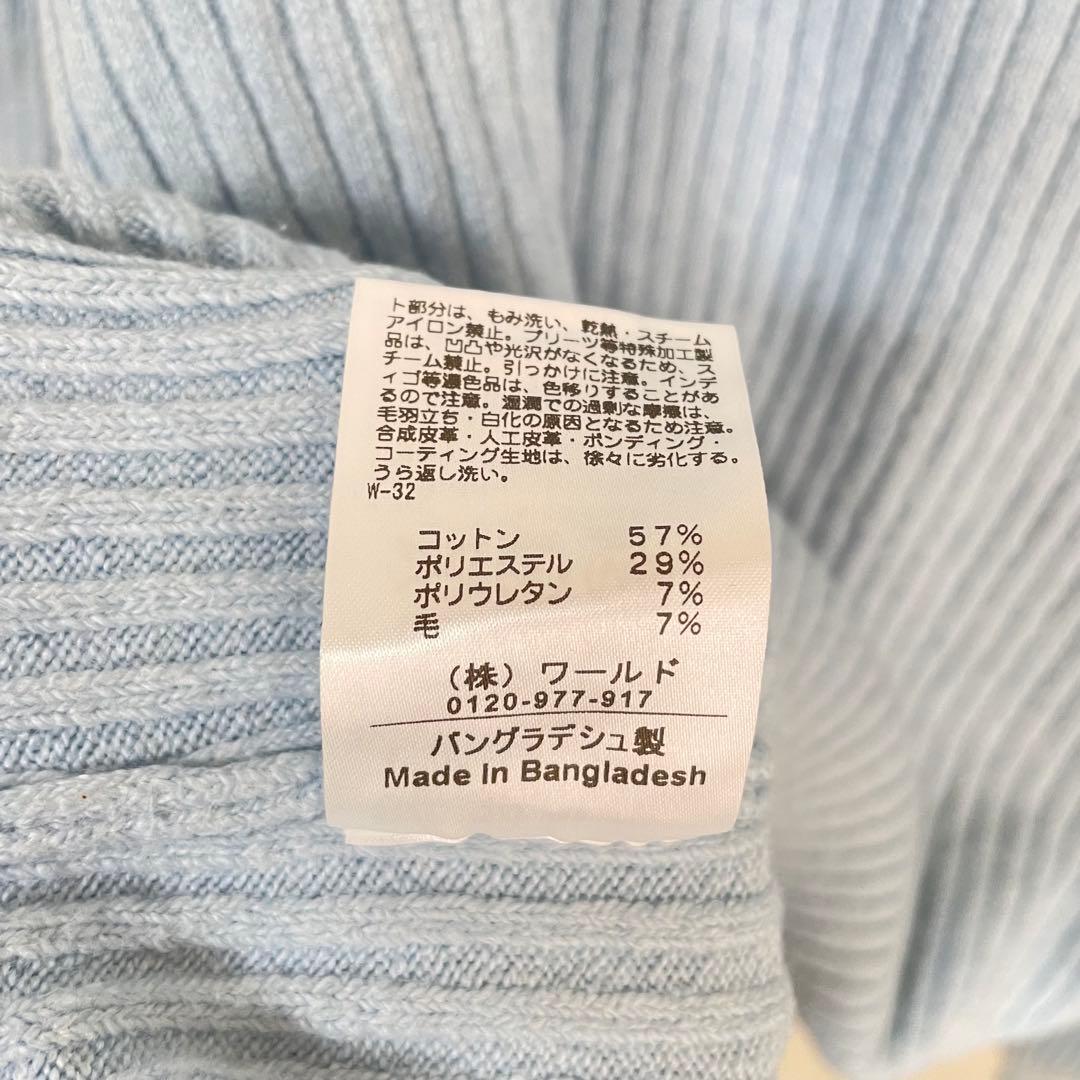 ト部分は、もみ洗い、乾熱・スチーム
アイロン禁止。プリーツ等特殊加工製
品は、凹凸や光沢がなくなるため、ス
チーム禁止。引っかけに注意。インデ
ィゴ等濃色品は、色移りすることがあ
るので注意。湿潤での過剰な摩擦は、
毛羽立ち・白化の原因となるため注意。
合成皮革・人工皮革・ボンディング・
コーティング生地は、徐々に劣化する。
うら返し洗い。
W-32
コットン 57%
ポリエステル 29%
ポリウレタン 7%
毛 7%
(株) ワールド
0120-977-917
バングラデシュ製
Made In Bangladesh